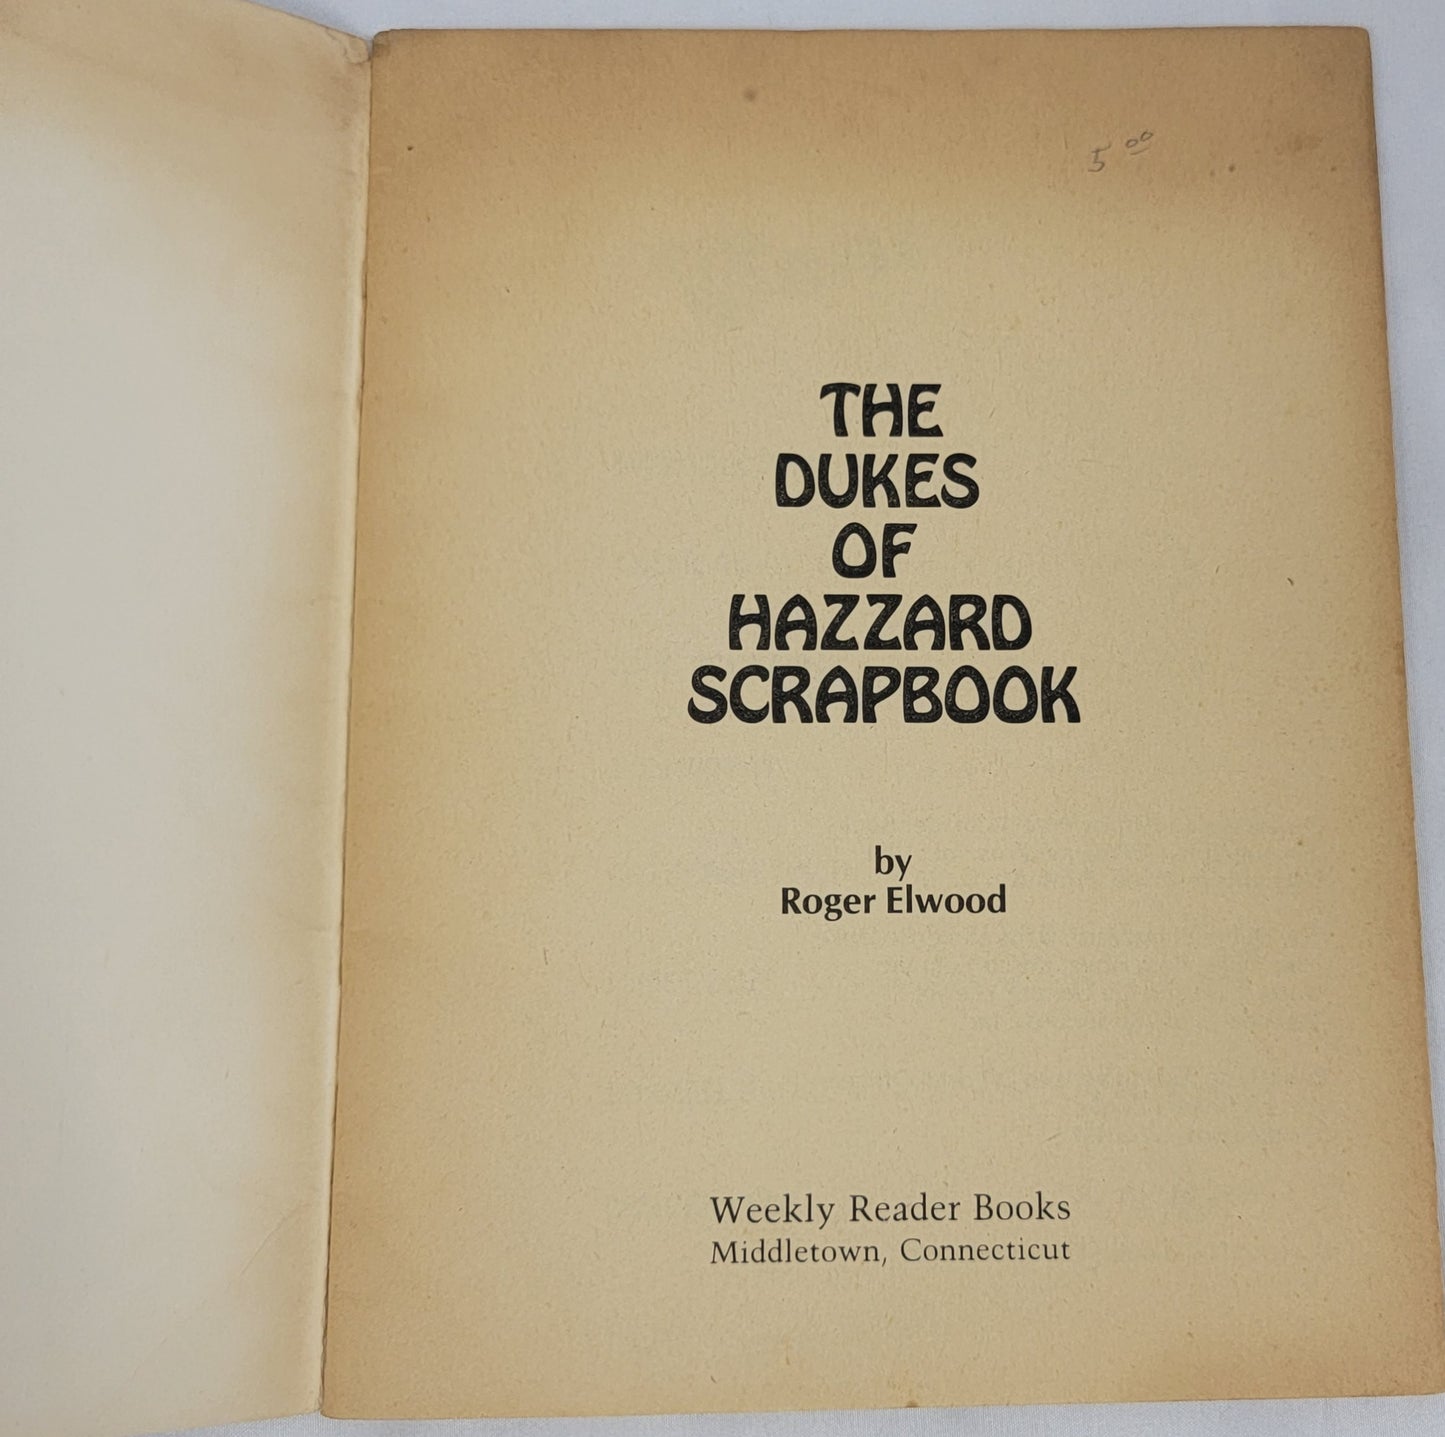 5 00
THE
DUKES
OF
HAZZARD
SCRAPBOOK
by
Roger Elwood
Weekly Reader Books
Middletown, Connecticut